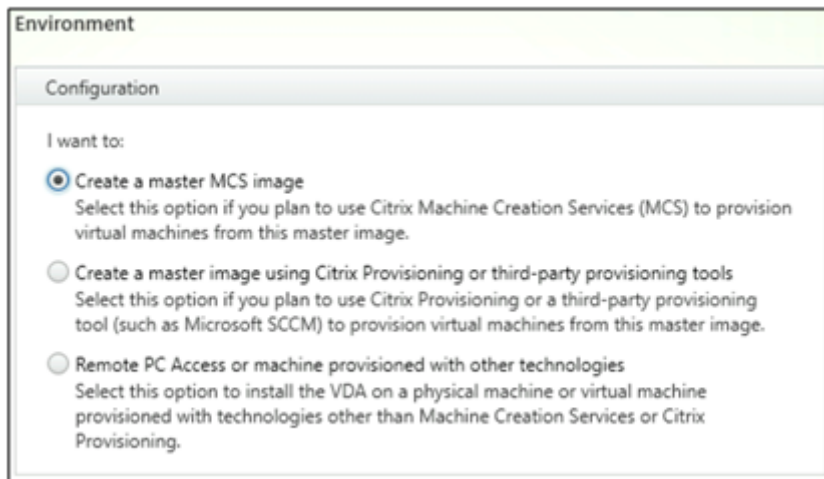 Environment
Configuration
I want to:
Create a master MCS image
Select this option if you plan to use Citrix Machine Creation Services (MCS) to provision
virtual machines from this master image.
Create a master image using Citrix Provisioning or third-party provisioning tools
Select this option if you plan to use Citrix Provisioning or a third-party provisioning
tool (such as Microsoft SCCM) to provision virtual machines from this master image.
Remote PC Access or machine provisioned with other technologies
Select this option to install the VDA on a physical machine or virtual machine
provisioned with technologies other than Machine Creation Services or Citrix
Provisioning.